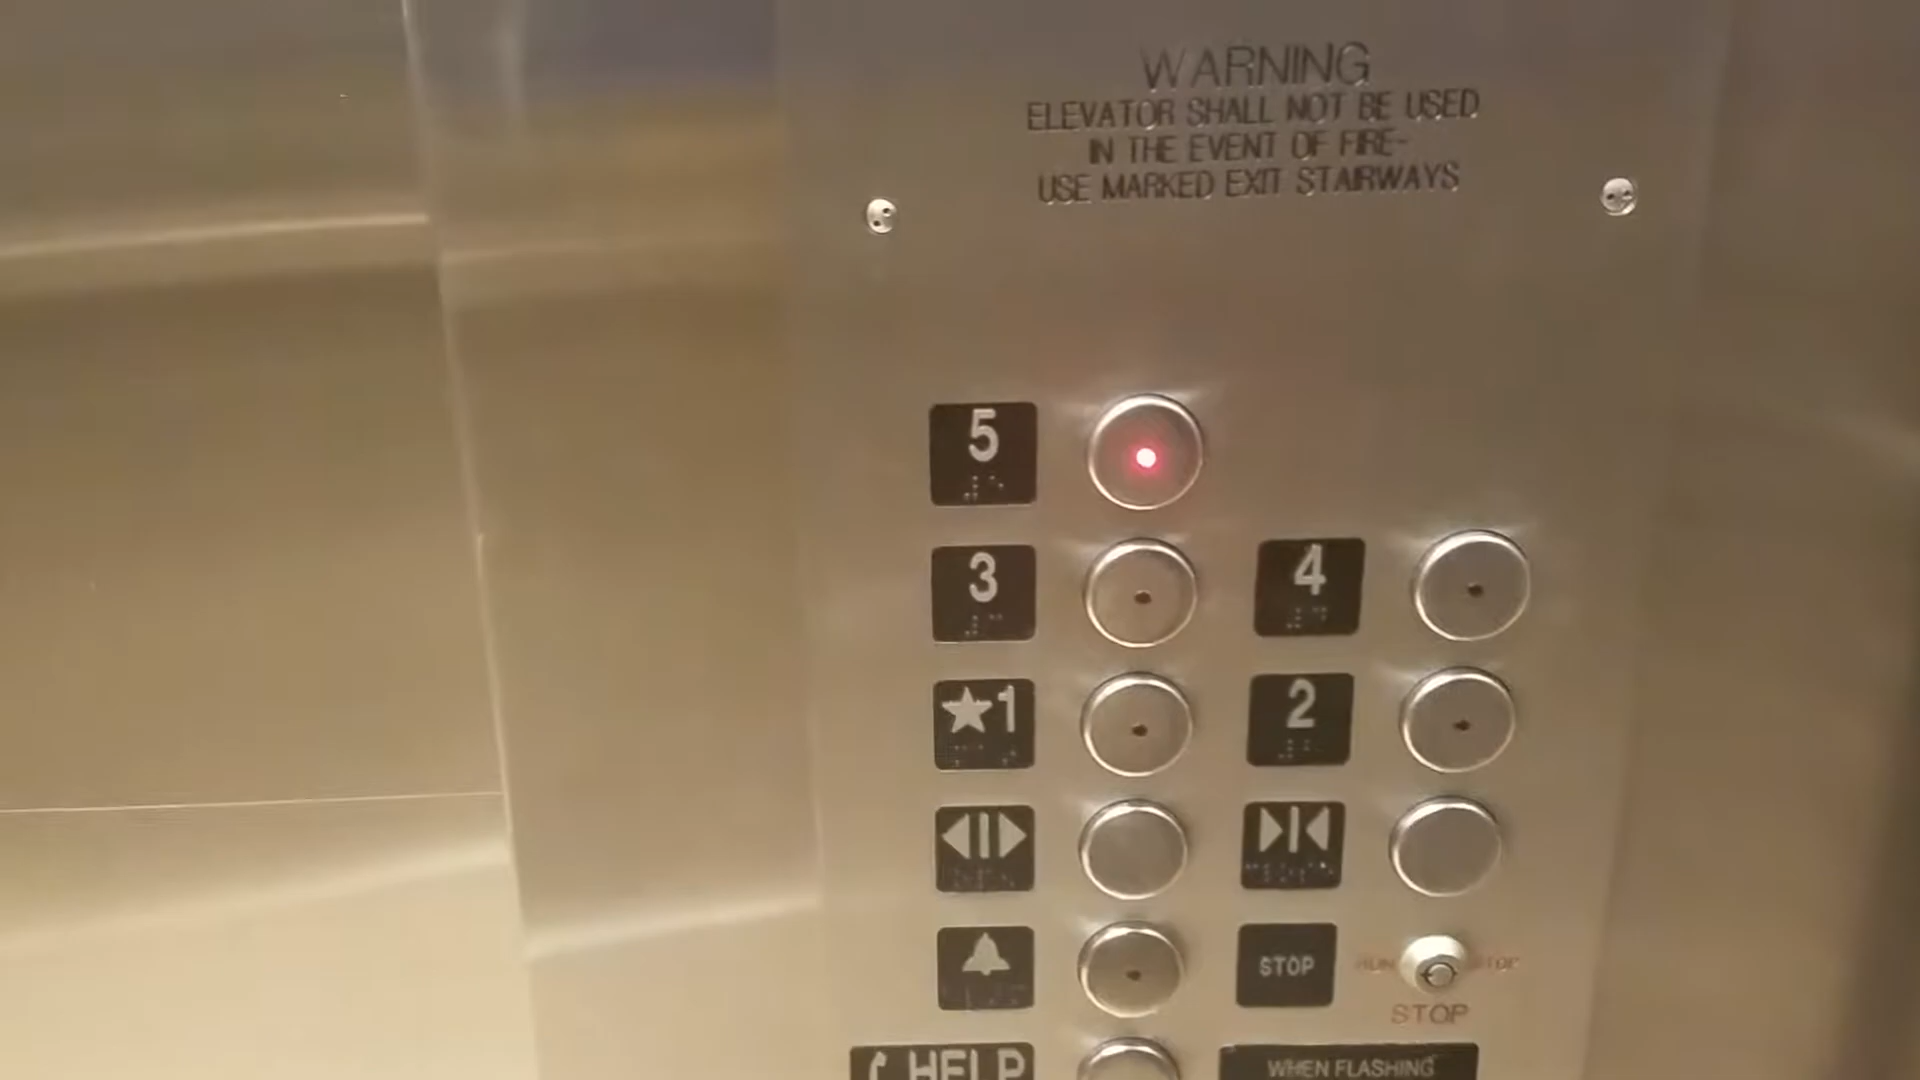 WARNING
ELEVATOR SHALL NOT BE USED
IN THE EVENT OF FIRE-
USE MARKED EXIT STAIRWAYS
5
3
4
★1
2
STOP
RUN STOP
STOP
HELP
WHEN FLASHING